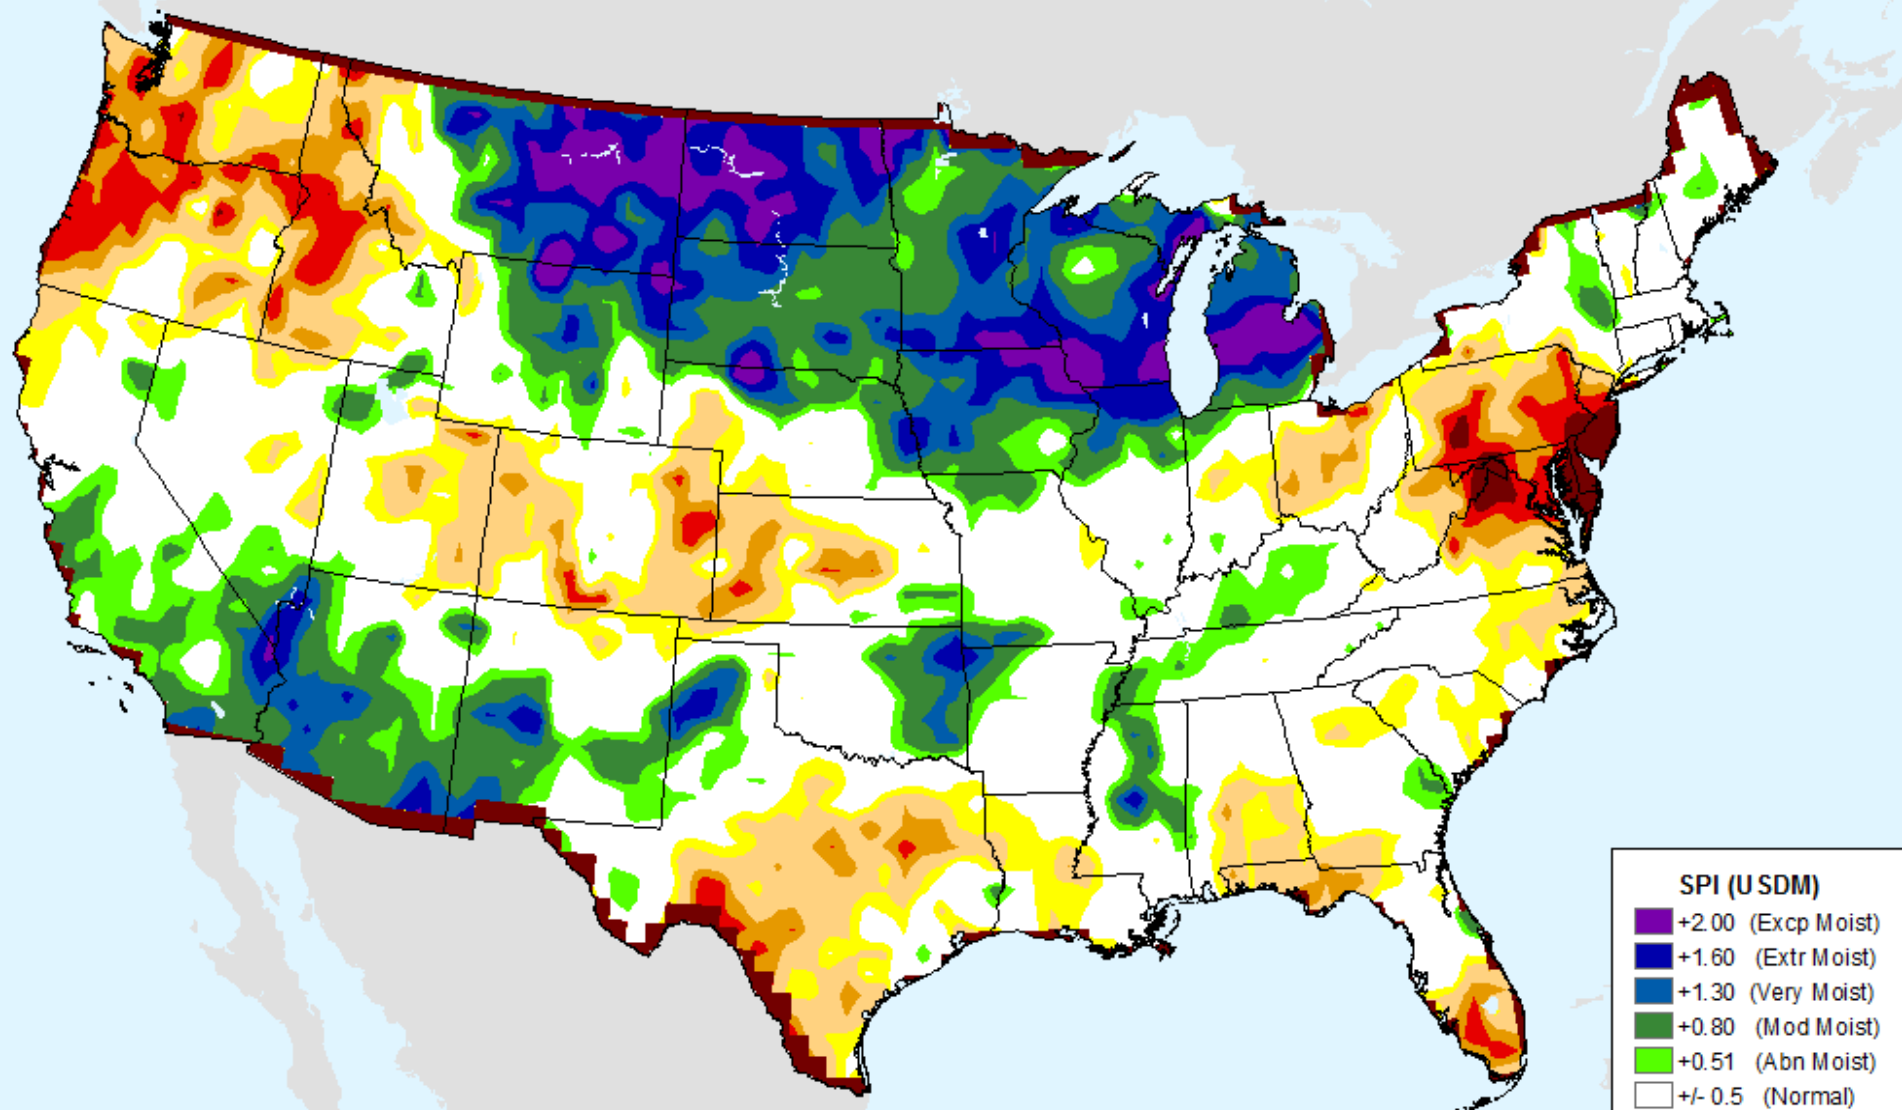 SPI (USDM)
+2.00 (Excp Moist)
+1.60 (Extr Moist)
+1.30 (Very Moist)
+0.80 (Mod Moist)
+0.51 (Abn Moist)
+/- 0.5 (Normal)